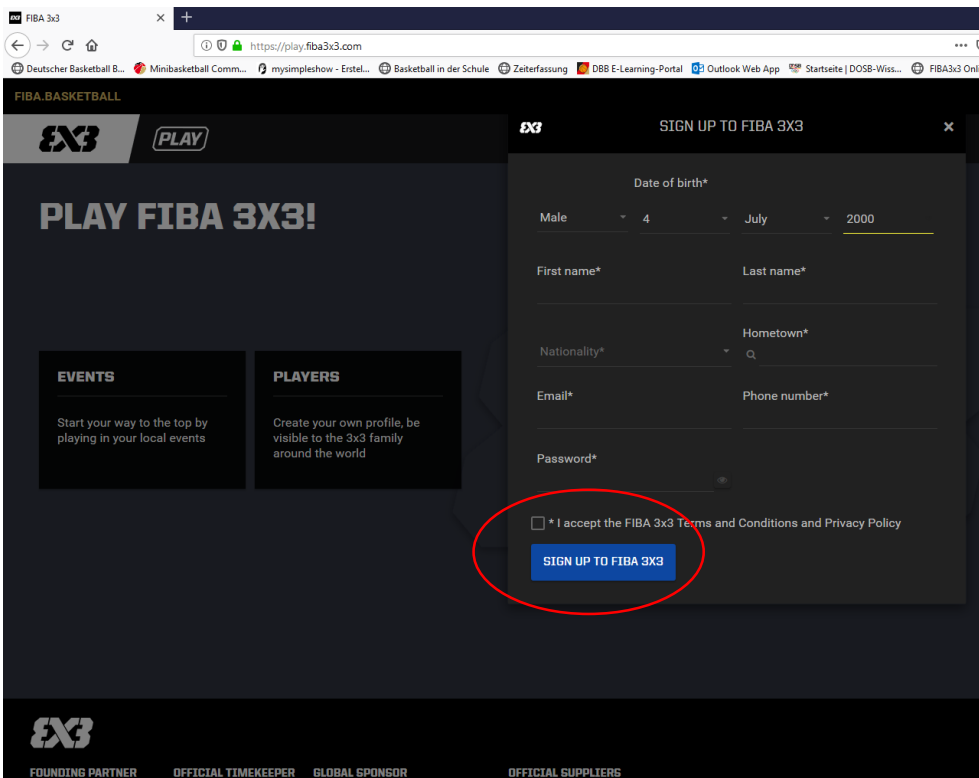 FIBA 3x3
https://play.fiba3x3.com
Deutscher Basketball B... Minibasketball Comm... mysimpleshow - Erstel... Basketball in der Schule Zeiterfassung DBB E-Learning-Portal Outlook Web App Startseite | DOSB-Wiss... FIBA3x3 Onli
FIBA.BASKETBALL
3X3 PLAY
PLAY FIBA 3X3!
EVENTS
Start your way to the top by
playing in your local events
PLAYERS
Create your own profile, be
visible to the 3x3 family
around the world
3X3 SIGN UP TO FIBA 3X3 ×
Date of birth*
Male 4 July 2000
First name* Last name*
Nationality* Hometown*
Email* Phone number*
Password*
* I accept the FIBA 3x3 Terms and Conditions and Privacy Policy
SIGN UP TO FIBA 3X3
3X3
FOUNDING PARTNER OFFICIAL TIMEKEEPER GLOBAL SPONSOR OFFICIAL SUPPLIERS